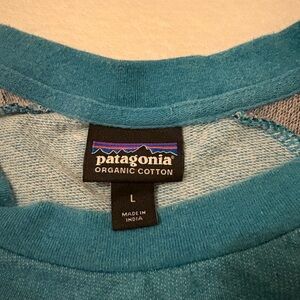 patagonia®
ORGANIC COTTON
L
MADE IN
INDIA